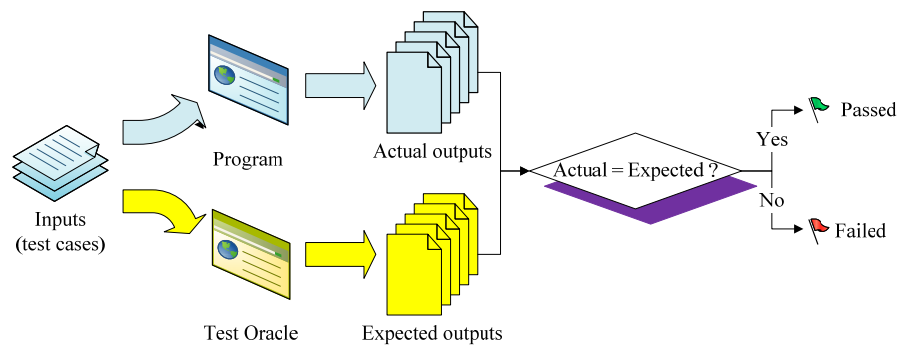 Inputs
(test cases)
Program
Test Oracle
Actual outputs
Expected outputs
Actual = Expected ?
Yes
No
Passed
Failed